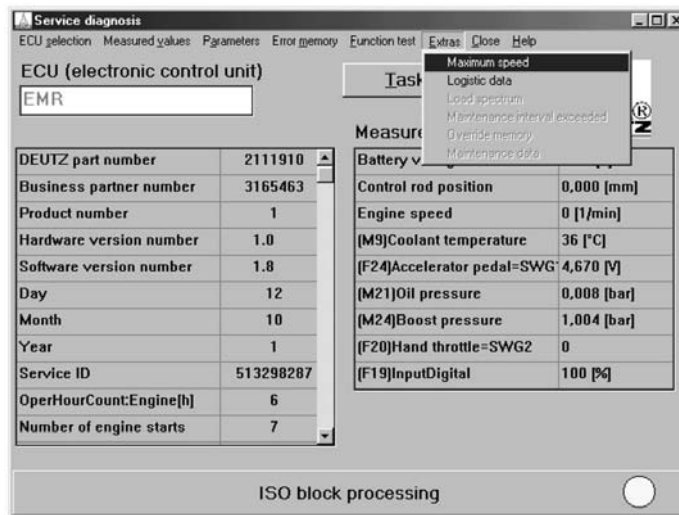 Service diagnosis
ECU selection Measured values Parameters Error memory Function test Extras Close Help
Maximum speed
Logistic data
Load spectrum
Maintenance interval exceeded
Override memory
Maintenance data
ECU (electronic control unit)
EMR
Task
®
Measure
DEUTZ part number 2111910
Business partner number 3165463
Product number 1
Hardware version number 1.0
Software version number 1.8
Day 12
Month 10
Year 1
Service ID 513298287
OperHourCount:Engine[h] 6
Number of engine starts 7
Battery v
Control rod position 0,000 [mm]
Engine speed 0 [1/min]
(M9)Coolant temperature 36 [°C]
(F24)Accelerator pedal=SWG 4,670 [V]
(M21)Oil pressure 0,008 [bar]
(M24)Boost pressure 1,004 [bar]
(F20)Hand throttle=SWG2 0
(F19)InputDigital 100 [%]
ISO block processing